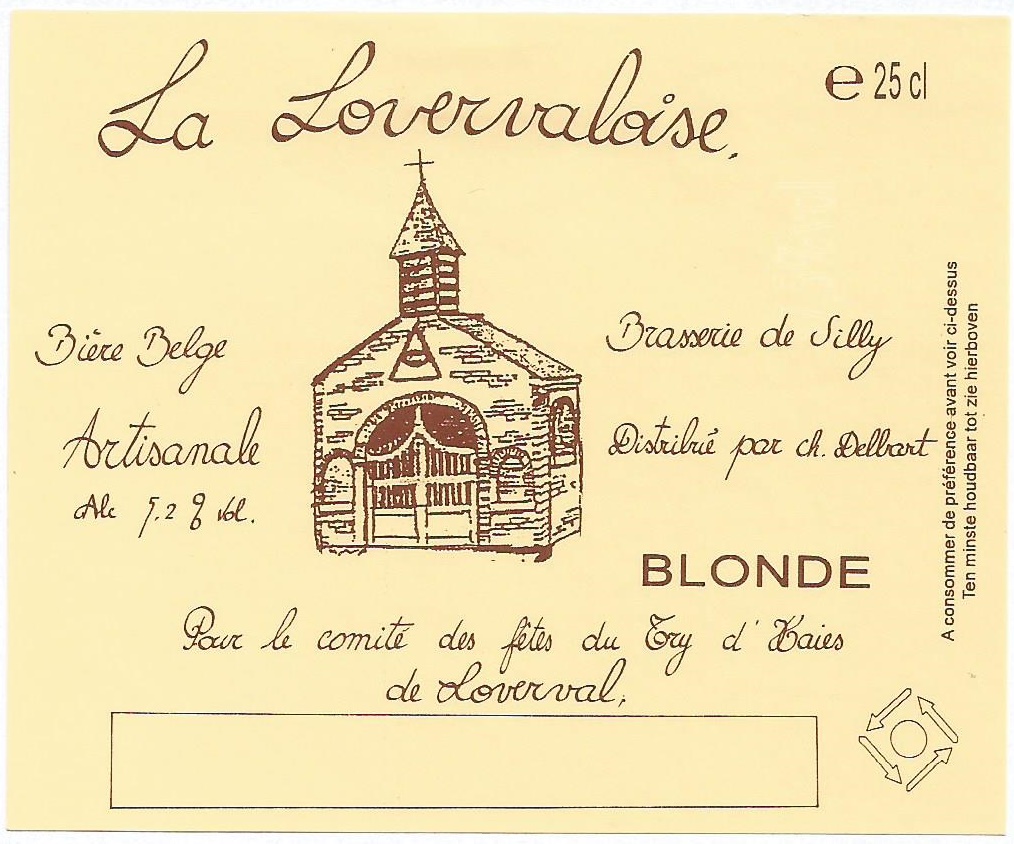 La Lovervaloise.
℮ 25 cl
Bière Belge
Artisanale
Alc 5.2 % vol.
Brasserie de Silly
Distribué par ch. Delbart
BLONDE
Pour le comité des fêtes du Try d' Haies
de Loverval.
A consommer de préférence avant voir ci-dessus
Ten minste houdbaar tot zie hierboven